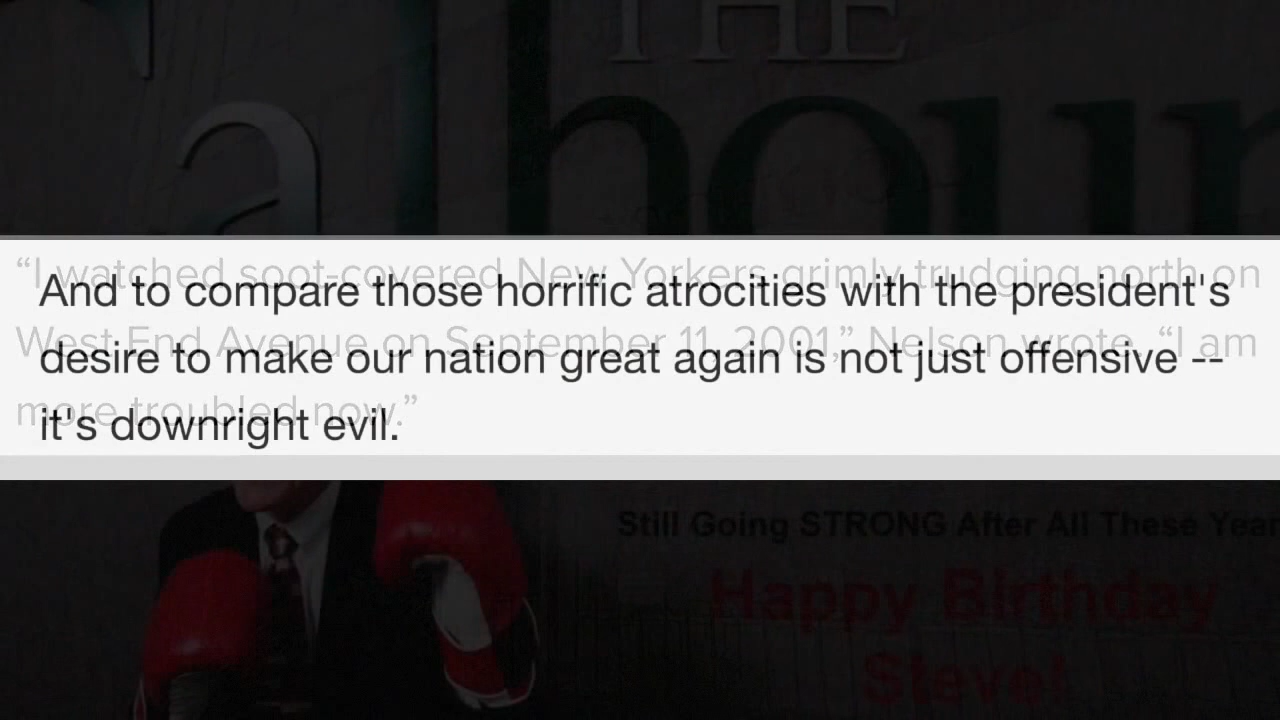 THE
alhoun
“I watched soot-covered New Yorkers grimly trudging north on
West End Avenue on September 11, 2001,” Nelson wrote. “I am
more troubled now.”
And to compare those horrific atrocities with the president's
desire to make our nation great again is not just offensive --
it's downright evil.
Still Going STRONG After All These Year
Happy Birthday
Steve!